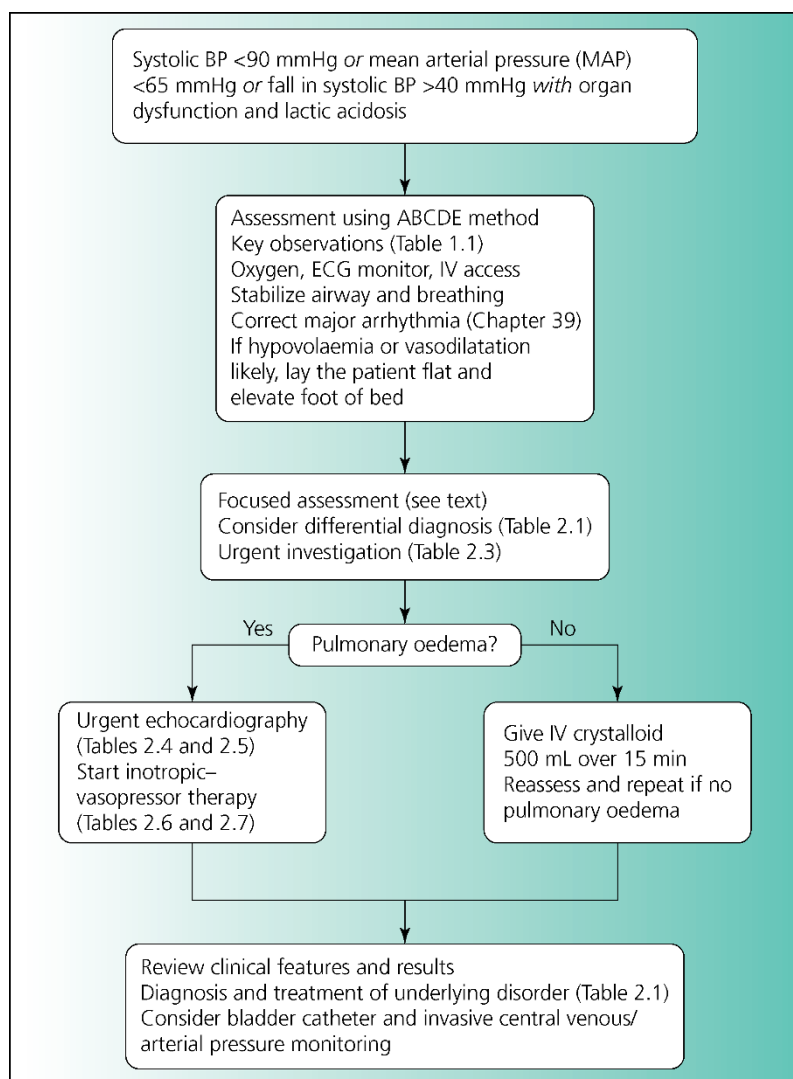 Systolic BP <90 mmHg or mean arterial pressure (MAP)
<65 mmHg or fall in systolic BP >40 mmHg with organ
dysfunction and lactic acidosis
Assessment using ABCDE method
Key observations (Table 1.1)
Oxygen, ECG monitor, IV access
Stabilize airway and breathing
Correct major arrhythmia (Chapter 39)
If hypovolaemia or vasodilatation
likely, lay the patient flat and
elevate foot of bed
Focused assessment (see text)
Consider differential diagnosis (Table 2.1)
Urgent investigation (Table 2.3)
Yes
Pulmonary oedema?
No
Urgent echocardiography
(Tables 2.4 and 2.5)
Start inotropic–
vasopressor therapy
(Tables 2.6 and 2.7)
Give IV crystalloid
500 mL over 15 min
Reassess and repeat if no
pulmonary oedema
Review clinical features and results
Diagnosis and treatment of underlying disorder (Table 2.1)
Consider bladder catheter and invasive central venous/
arterial pressure monitoring